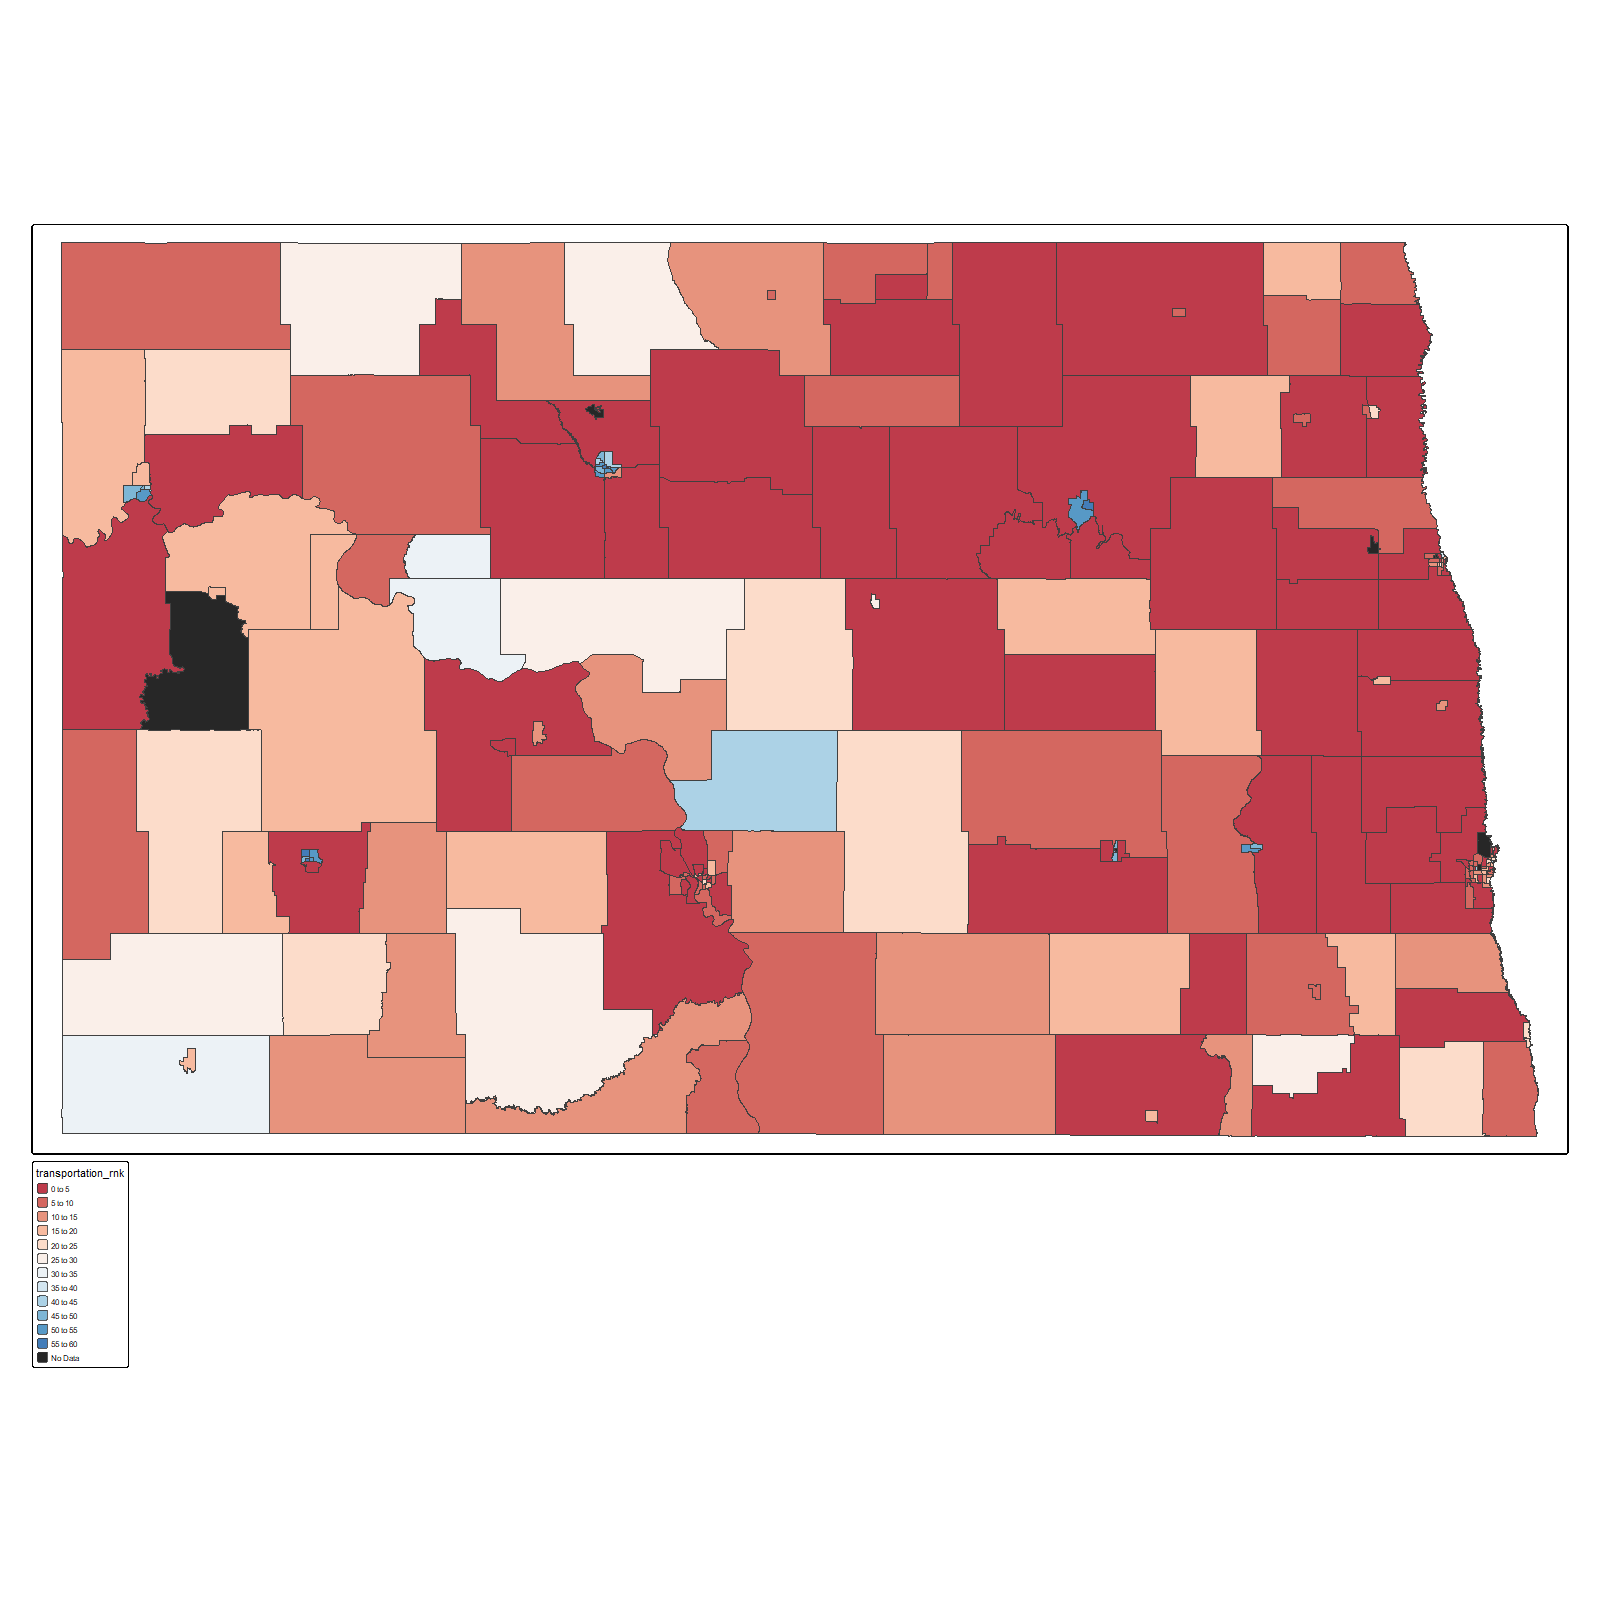 transportation_rnk
0 to 5
5 to 10
10 to 15
15 to 20
20 to 25
25 to 30
30 to 35
35 to 40
40 to 45
45 to 50
50 to 55
55 to 60
No Data